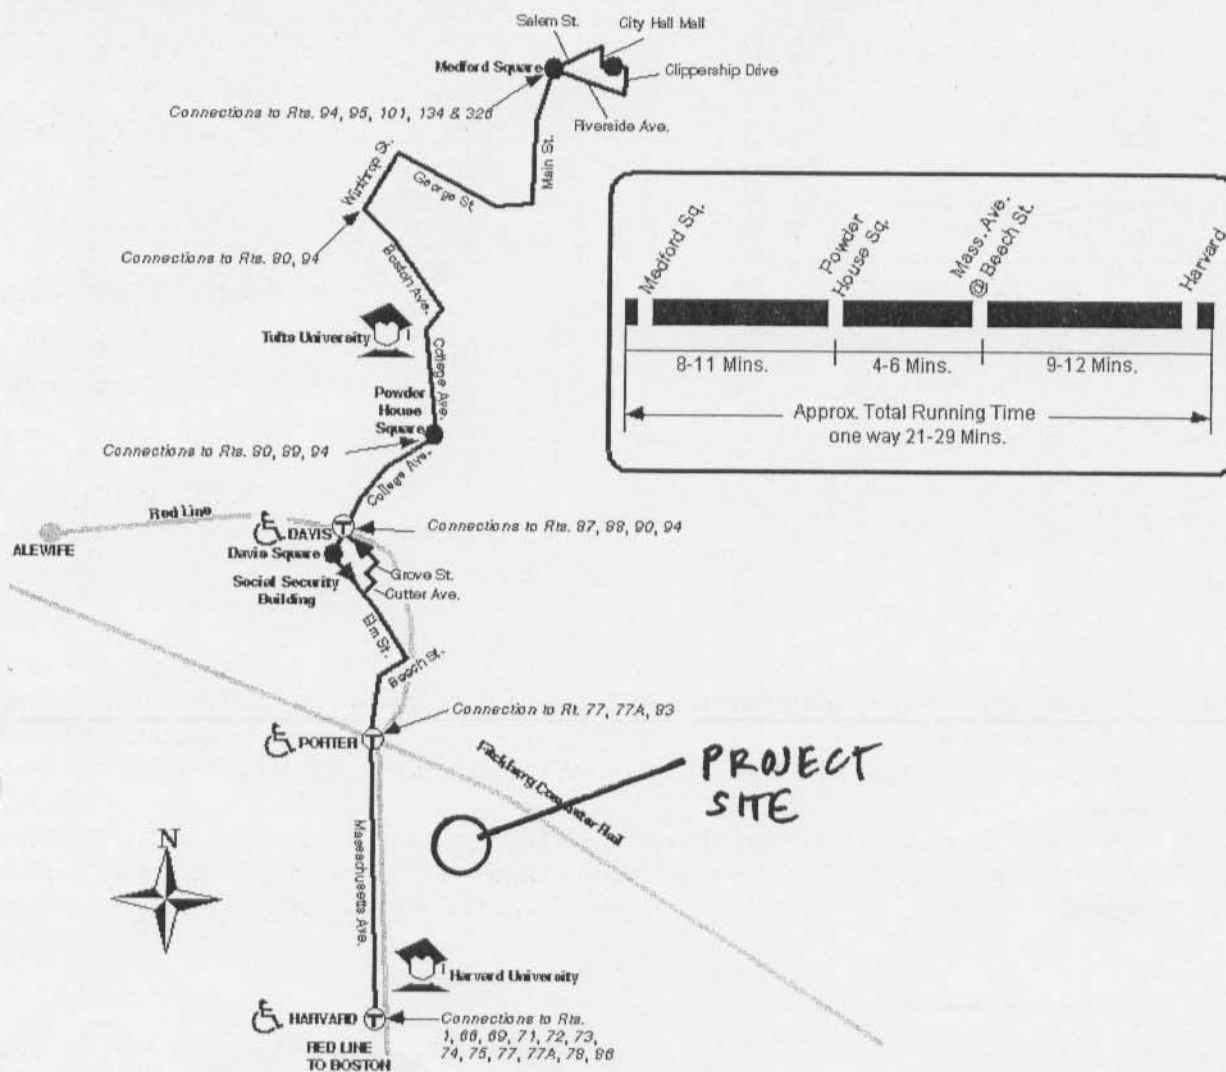 Salem St.
City Hall Mall
Medford Square
Clippership Drive
Connections to Rts. 94, 95, 101, 134 & 326
Riverside Ave.
Main St.
Winthrop St.
George St.
Connections to Rts. 80, 94
Boston Ave.
Tufts University
College Ave.
Powder
House
Square
Connections to Rts. 80, 89, 94
College Ave.
Red Line
ALEWIFE
DAVIS
T
Connections to Rts. 87, 88, 90, 94
Davis Square
Grove St.
Social Security
Building
Cutter Ave.
Elm St.
Beech St.
Connection to Rt. 77, 77A, 83
PORTER
T
Fitchburg Commuter Rail
PROJECT
SITE
N
Massachusetts Ave.
Harvard University
HARVARD
T
Connections to Rts.
1, 66, 69, 71, 72, 73,
74, 75, 77, 77A, 78, 86
RED LINE
TO BOSTON
Medford Sq.
Powder
House Sq.
Mass. Ave.
@ Beech St.
Harvard
8-11 Mins.
4-6 Mins.
9-12 Mins.
Approx. Total Running Time
one way 21-29 Mins.